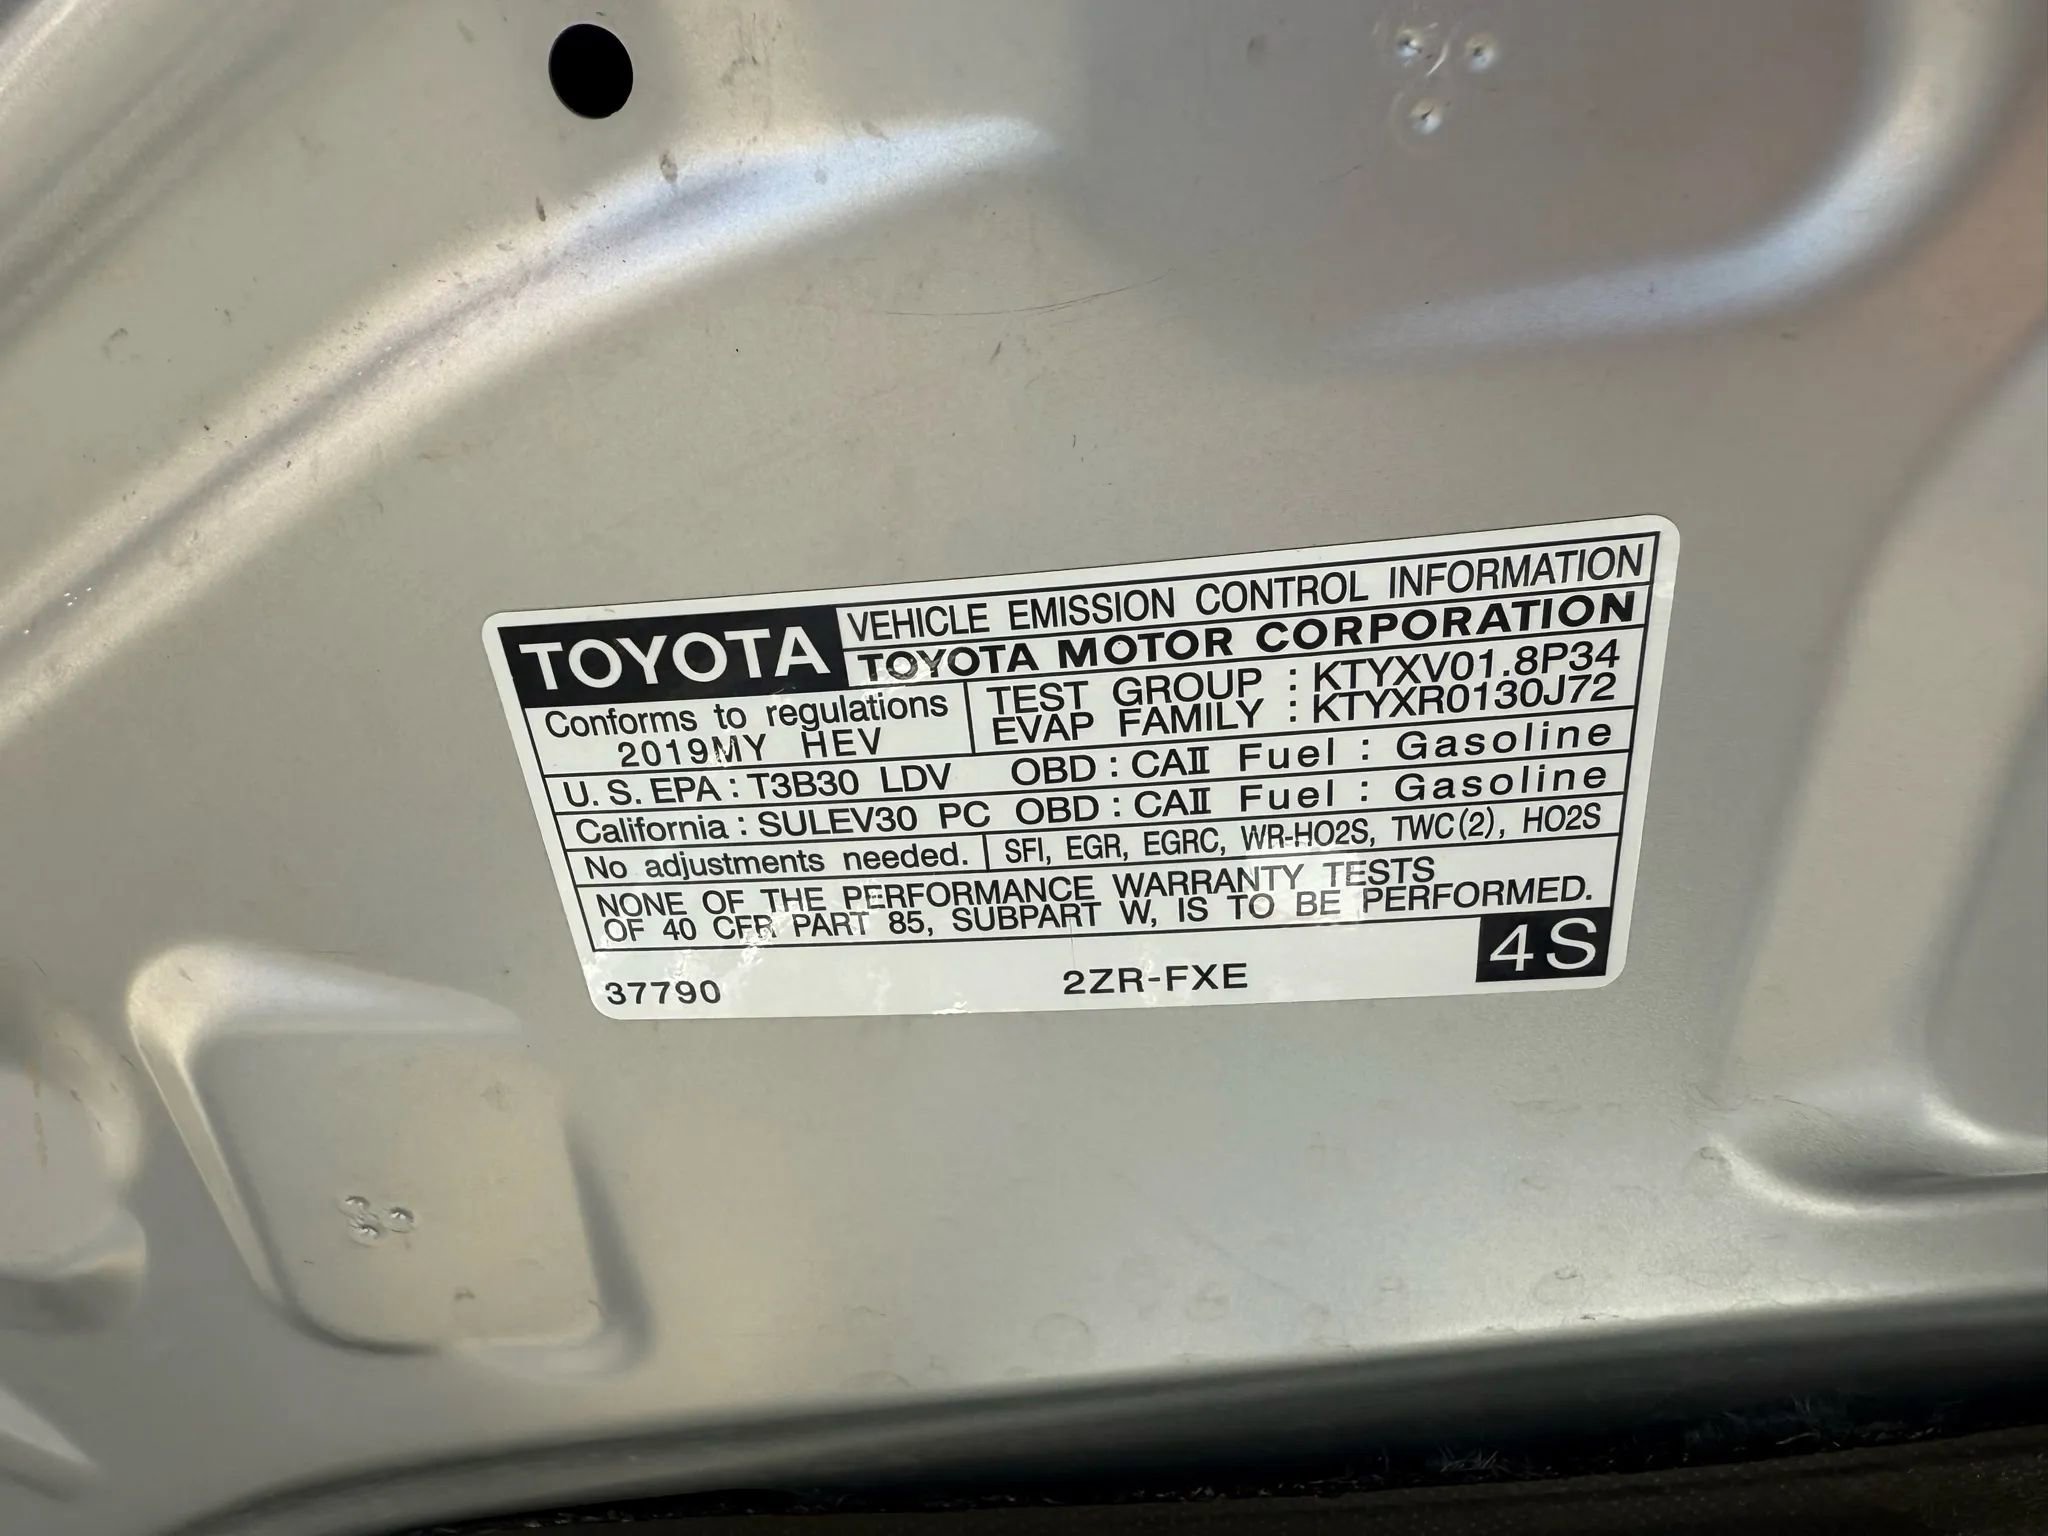 TOYOTA VEHICLE EMISSION CONTROL INFORMATION
TOYOTA MOTOR CORPORATION
Conforms to regulations
2019MY HEV
TEST GROUP : KTYXV01.8P34
EVAP FAMILY : KTYXR0130J72
U.S.EPA : T3B30 LDV OBD : CAⅡ Fuel : Gasoline
California : SULEV30 PC OBD : CAⅡ Fuel : Gasoline
No adjustments needed. SFI, EGR, EGRC, WR-HO2S, TWC(2), HO2S
NONE OF THE PERFORMANCE WARRANTY TESTS
OF 40 CFR PART 85, SUBPART W, IS TO BE PERFORMED.
37790 2ZR-FXE 4S